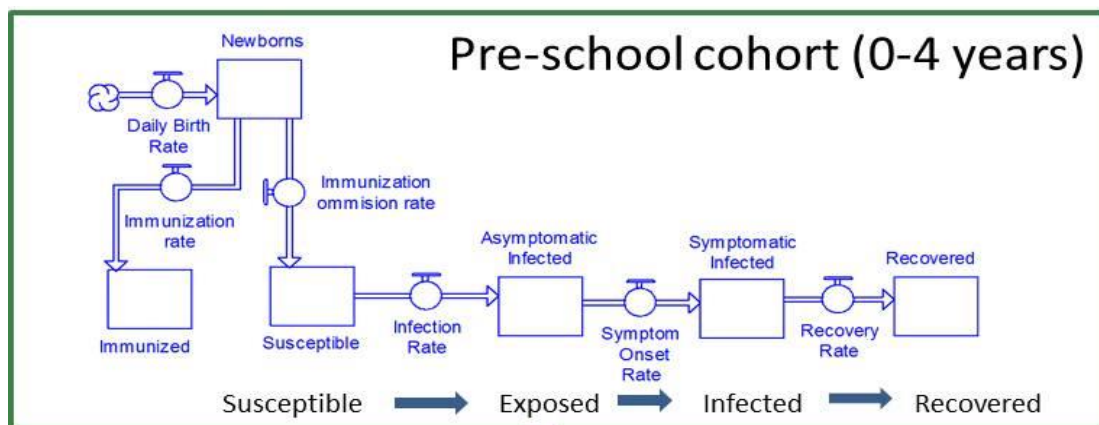 Pre-school cohort (0-4 years)
Newborns
Daily Birth
Rate
Immunization
rate
Immunization
ommision rate
Immunized
Susceptible
Infection
Rate
Asymptomatic
Infected
Symptom
Onset
Rate
Symptomatic
Infected
Recovery
Rate
Recovered
Susceptible
Exposed
Infected
Recovered